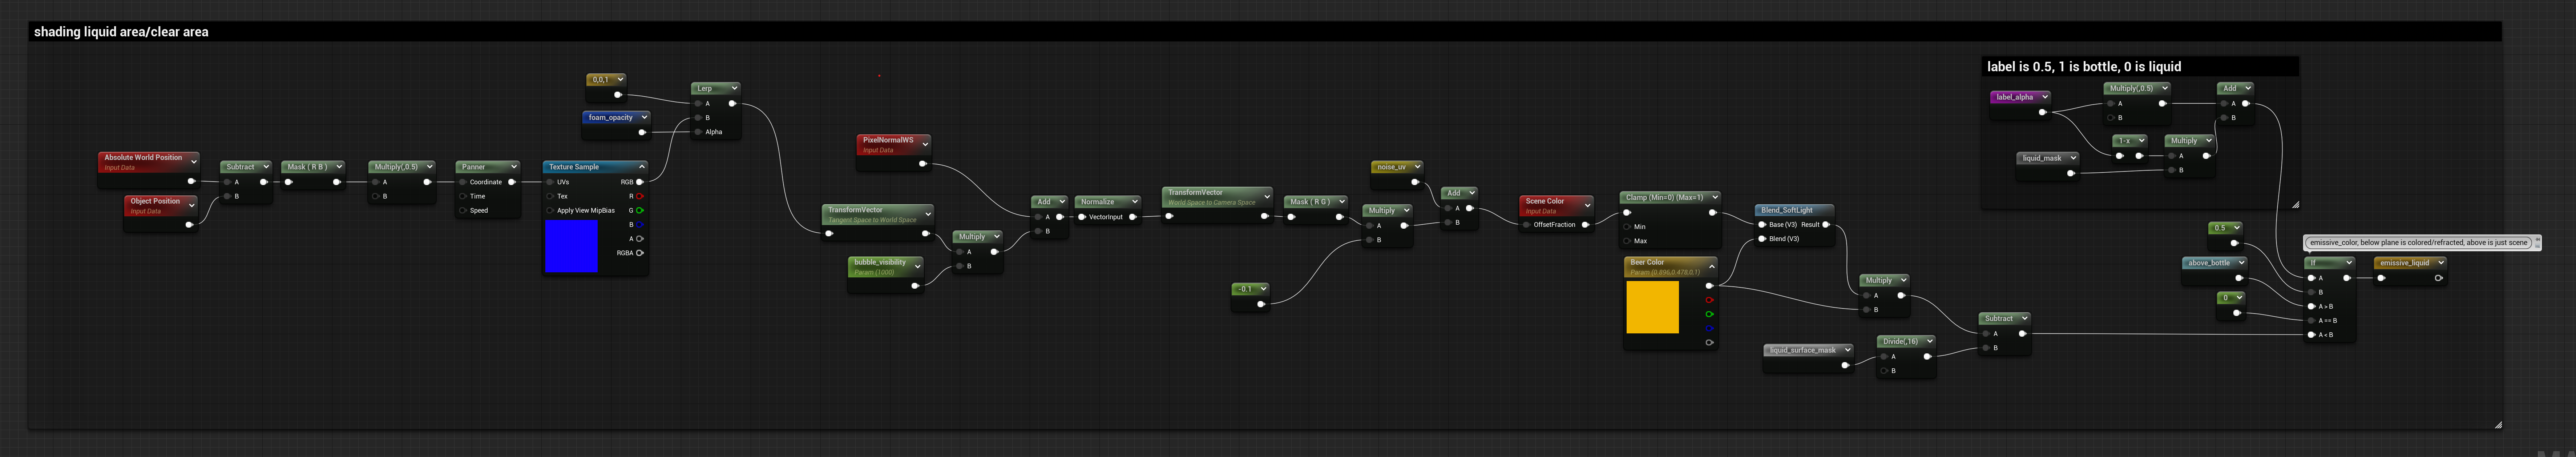 shading liquid area/clear area
label is 0.5, 1 is bottle, 0 is liquid
0,0,1
Lerp
A
B
Alpha
foam_opacity
Absolute World Position
Input Data
Object Position
Input Data
Subtract
A
B
Mask ( R B )
Multiply(,0.5)
A
B
Panner
Coordinate
Time
Speed
Texture Sample
UVs
Tex
Apply View MipBias
RGB
R
G
B
A
RGBA
PixelNormalWS
Input Data
TransformVector
Tangent Space to World Space
bubble_visibility
Param (1000)
Multiply
A
B
Add
A
B
Normalize
VectorInput
TransformVector
World Space to Camera Space
Mask ( R G )
-0.1
Multiply
A
B
noise_uv
Add
A
B
Scene Color
Input Data
OffsetFraction
Clamp (Min=0) (Max=1)
Min
Max
Beer Color
Param (0.896,0.478,0,1)
Blend_SoftLight
Base (V3)
Result
Blend (V3)
Multiply
A
B
liquid_surface_mask
Divide(,16)
A
B
Subtract
A
B
label_alpha
Multiply(,0.5)
A
B
1-x
liquid_mask
Multiply
A
B
Add
A
B
0.5
above_bottle
0
emissive_color, below plane is colored/refracted, above is just scene
If
A
B
A > B
A == B
A < B
emissive_liquid